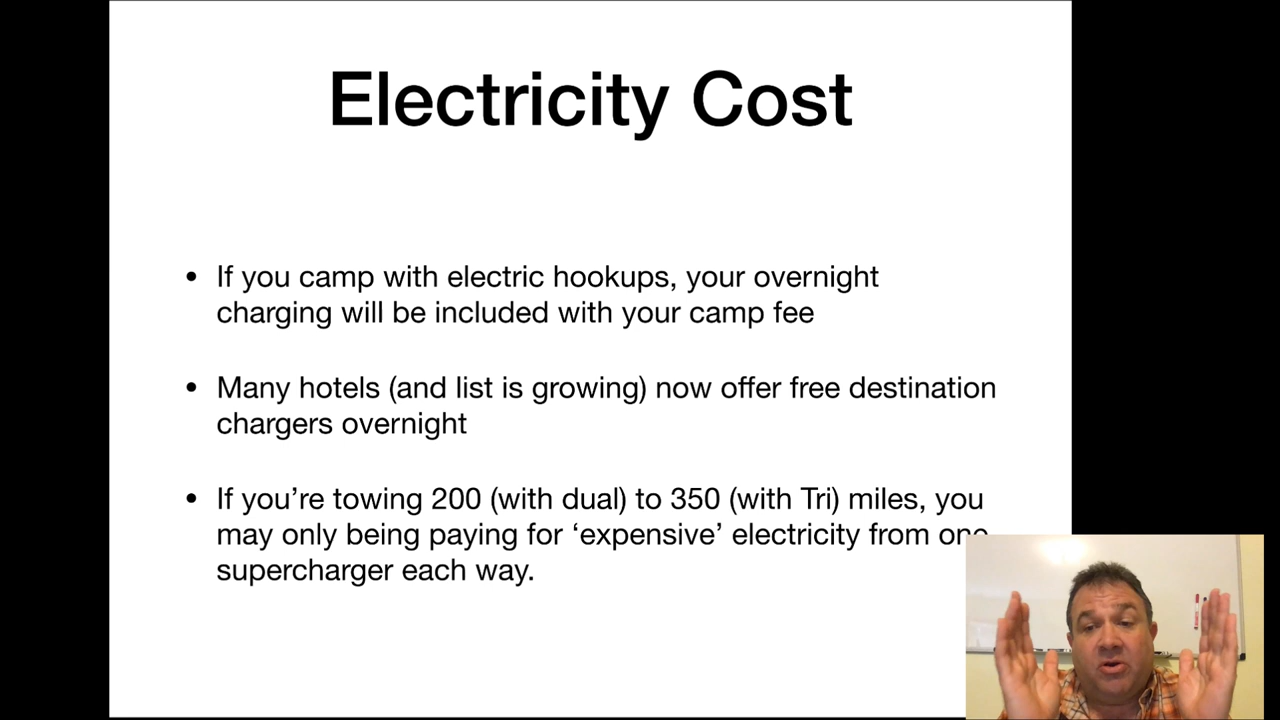 Electricity Cost
• If you camp with electric hookups, your overnight
charging will be included with your camp fee
• Many hotels (and list is growing) now offer free destination
chargers overnight
• If you’re towing 200 (with dual) to 350 (with Tri) miles, you
may only being paying for ‘expensive’ electricity from one
supercharger each way.